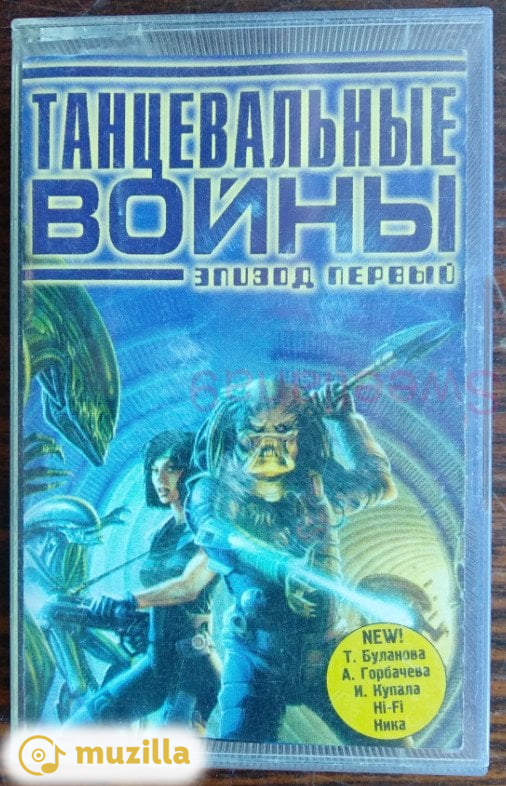 ТАНЦЕВАЛЬНЫЕ
ВОЙНЫ
ЭПИЗОД ПЕРВЫЙ
NEW!
Т. Буланова
А. Горбачева
И. Купала
Hi-Fi
Ника
muzilla